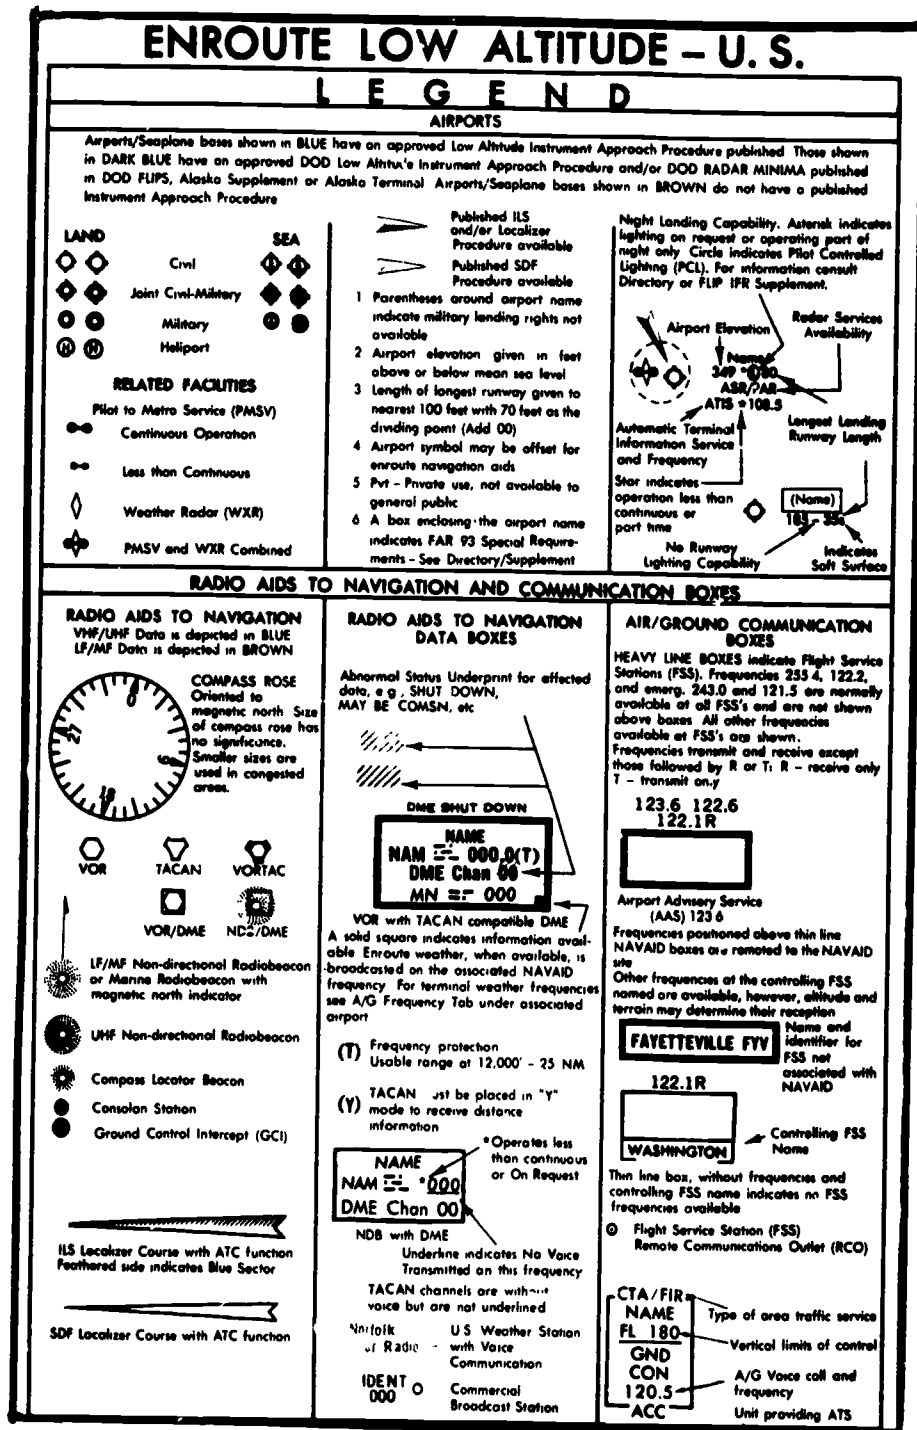 ENROUTE LOW ALTITUDE – U. S.
LEGEND
AIRPORTS
Airports/Seaplane bases shown in BLUE have an approved Low Altitude Instrument Approach Procedure published Those shown
in DARK BLUE have an approved DOD Low Instrument Approach Procedure and/or DOD RADAR MINIMA published
in DOD FLIPS, Alaska Supplement or Alaska Terminal Airports/Seaplane bases shown in BROWN do not have a published
Instrument Approach Procedure
LAND
SEA
Civil
Joint Civil-Military
Military
Heliport
RELATED FACILITIES
Pilot to Metro Service (PMSV)
Continuous Operation
Less than Continuous
Weather Radar (WXR)
PMSV and WXR Combined
Published ILS
and/or Localizer
Procedure available
Published SDF
Procedure available
1 Parentheses around airport name
indicate military landing rights not
available
2 Airport elevation given in feet
above or below mean sea level
3 Length of longest runway given to
nearest 100 feet with 70 feet as the
dividing point (Add 00)
4 Airport symbol may be offset for
enroute navigation aids
5 Pvt – Private use, not available to
general public
6 A box enclosing the airport name
indicates FAR 93 Special Require-
ments – See Directory/Supplement
Night Landing Capability. Asterisk indicates
lighting on request or operating part of
night only Circle indicates Pilot Controlled
Lighting (PCL). For information consult
Directory or FLIP IFR Supplement.
Radar Services
Availability
Airport Elevation
Name
349
ASR/PAR
ATIS * 108.5
Longest Landing
Runway Length
Automatic Terminal
Information Service
and Frequency
Star indicates
operation less than
continuous or
part time
(Name)
No Runway
Lighting Capability
Indicates
Soft Surface
RADIO AIDS TO NAVIGATION AND COMMUNICATION BOXES
RADIO AIDS TO NAVIGATION
VHF/UHF Data is depicted in BLUE
LF/MF Data is depicted in BROWN
COMPASS ROSE
Oriented to
magnetic north Size
of compass rose has
no significance.
Smaller sizes are
used in congested
areas.
0
9
18
27
VOR
TACAN
VORTAC
VOR/DME
NDB/DME
LF/MF Non-directional Radiobeacon
or Marine Radiobeacon with
magnetic north indicator
UHF Non-directional Radiobeacon
Compass Locator Beacon
Consolan Station
Ground Control Intercept (GCI)
ILS Localizer Course with ATC function
Feathered side indicates Blue Sector
SDF Localizer Course with ATC function
RADIO AIDS TO NAVIGATION
DATA BOXES
Abnormal Status Underprint for affected
data, e g , SHUT DOWN,
MAY BE COMSN, etc
DME SHUT DOWN
NAME
NAM 000.0(T)
DME Chan 00
MN 000
VOR with TACAN compatible DME
A solid square indicates information avail-
able Enroute weather, when available, is
broadcasted on the associated NAVAID
frequency For terminal weather frequencies
see A/G Frequency Tab under associated
airport
(T) Frequency protection
Usable range at 12,000' – 25 NM
(Y) TACAN must be placed in "Y"
mode to receive distance
information
*Operates less
than continuous
or On Request
NAME
NAM *000
DME Chan 00
NDB with DME
Underline indicates No Voice
Transmitted on this frequency
TACAN channels are without
voice but are not underlined
Norfolk
Radio
U S Weather Station
with Voice
Communication
IDENT
000
Commercial
Broadcast Station
AIR/GROUND COMMUNICATION
BOXES
HEAVY LINE BOXES indicate Flight Service
Stations (FSS). Frequencies 255 4, 122.2,
and emerg. 243.0 and 121.5 are normally
available at all FSS's and are not shown
above boxes All other frequencies
available at FSS's are shown.
Frequencies transmit and receive except
those followed by R or T: R – receive only
T – transmit only
123.6 122.6
122.1R
Airport Advisory Service
(AAS) 123 6
Frequencies positioned above thin line
NAVAID boxes are remoted to the NAVAID
site
Other frequencies at the controlling FSS
named are available, however, altitude and
terrain may determine their reception
FAYETTEVILLE FYV
Name and
identifier for
FSS not
associated with
NAVAID
122.1R
WASHINGTON
Controlling FSS
Name
Thin line box, without frequencies and
controlling FSS name indicates no FSS
frequencies available
Flight Service Station (FSS)
Remote Communications Outlet (RCO)
CTA/FIR
NAME
FL 180
GND
CON
120.5
ACC
Type of area traffic service
Vertical limits of control
A/G Voice call and
frequency
Unit providing ATS